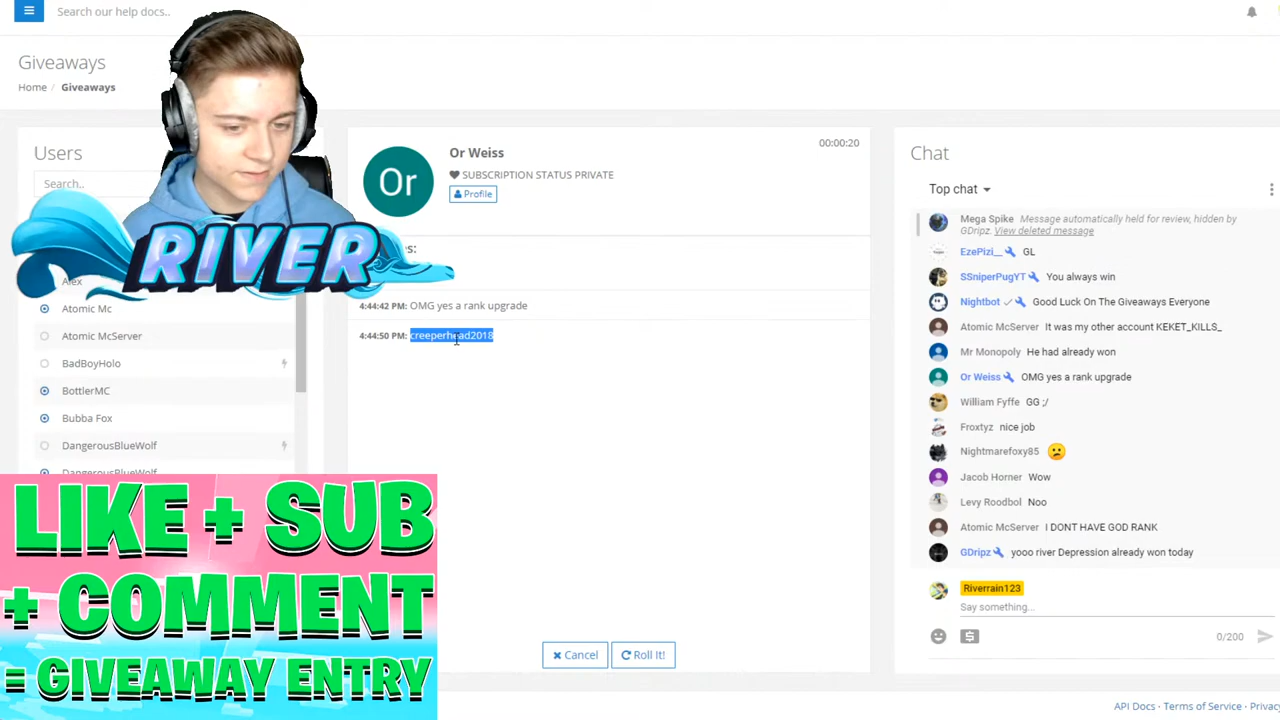 Search our help docs..
Giveaways
Home / Giveaways
Users
Search..
Alex
Atomic Mc
Atomic McServer
BadBoyHolo
BottlerMC
Bubba Fox
DangerousBlueWolf
DangerousBlueWolf
RIVER
LIKE + SUB
+ COMMENT
= GIVEAWAY ENTRY
00:00:20
Or
Or Weiss
SUBSCRIPTION STATUS PRIVATE
Profile
4:44:42 PM: OMG yes a rank upgrade
4:44:50 PM: creeperhead2018
Cancel
Roll It!
Chat
Top chat
Mega Spike Message automatically held for review, hidden by
GDripz. View deleted message
EzePizi__ GL
SSniperPugYT You always win
Nightbot Good Luck On The Giveaways Everyone
Atomic McServer It was my other account KEKET_KILLS_
Mr Monopoly He had already won
Or Weiss OMG yes a rank upgrade
William Fyffe GG ;/
Froxtyz nice job
Nightmarefoxy85
Jacob Horner Wow
Levy Roodbol Noo
Atomic McServer I DONT HAVE GOD RANK
GDripz yooo river Depression already won today
Riverrain123
Say something...
0/200
API Docs · Terms of Service · Privac